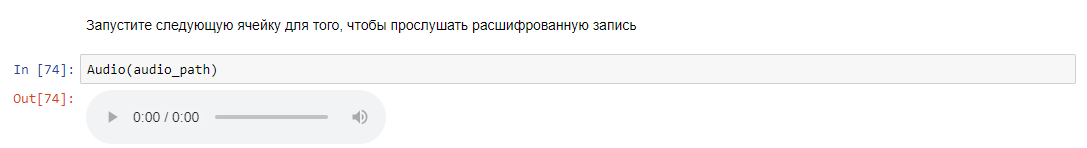 Запустите следующую ячейку для того, чтобы прослушать расшифрованную запись
In [74]: Audio(audio_path)
Out[74]:
0:00 / 0:00